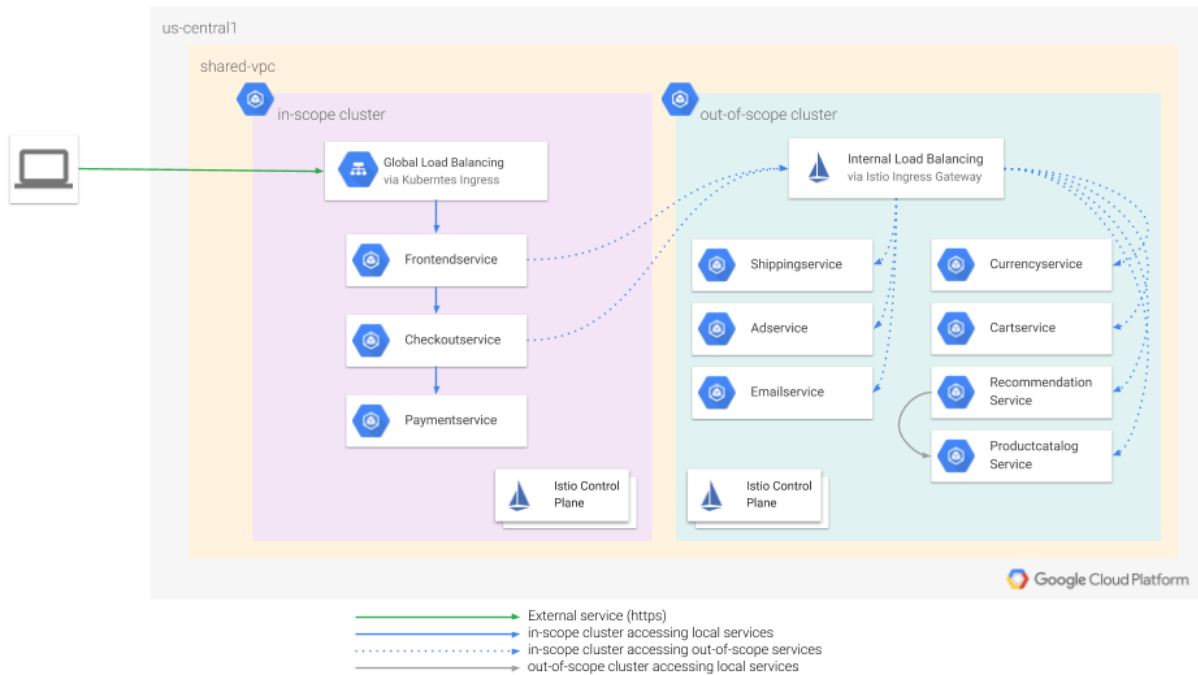 us-central1
shared-vpc
in-scope cluster
out-of-scope cluster
Global Load Balancing
via Kuberntes Ingress
Internal Load Balancing
via Istio Ingress Gateway
Frontendservice
Checkoutservice
Paymentservice
Shippingservice
Currencyservice
Adservice
Cartservice
Emailservice
Recommendation
Service
Productcatalog
Service
Istio Control
Plane
Istio Control
Plane
Google Cloud Platform
External service (https)
in-scope cluster accessing local services
in-scope cluster accessing out-of-scope services
out-of-scope cluster accessing local services